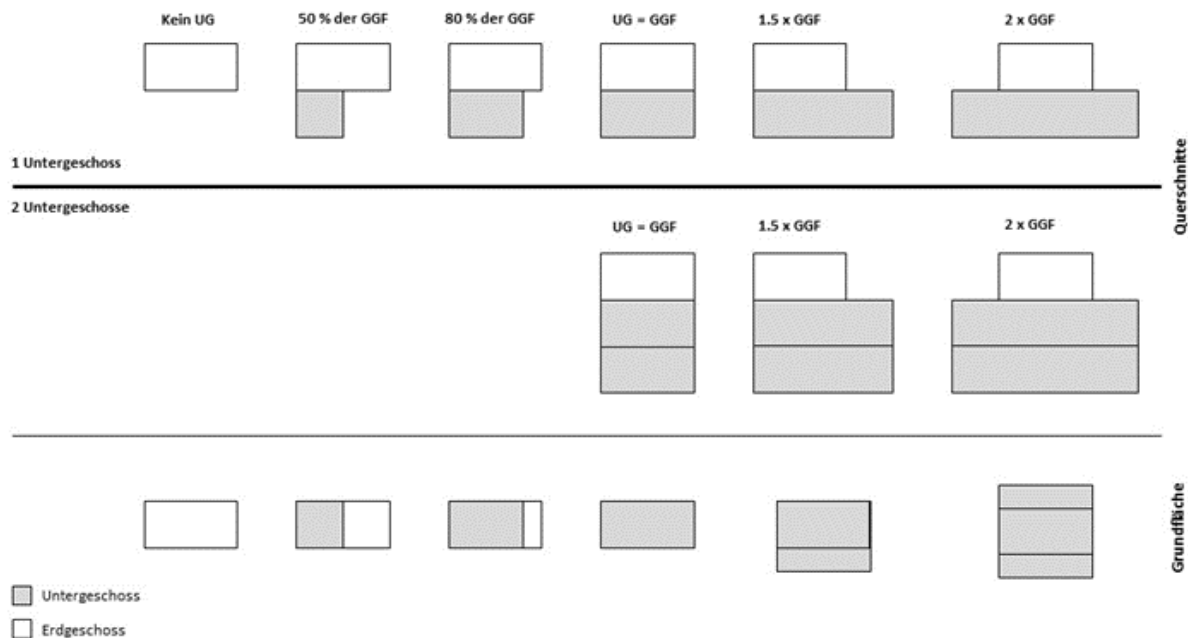 Kein UG
50 % der GGF
80 % der GGF
UG = GGF
1.5 x GGF
2 x GGF
1 Untergeschoss
Querschnitte
2 Untergeschosse
UG = GGF
1.5 x GGF
2 x GGF
Grundfläche
Untergeschoss
Erdgeschoss